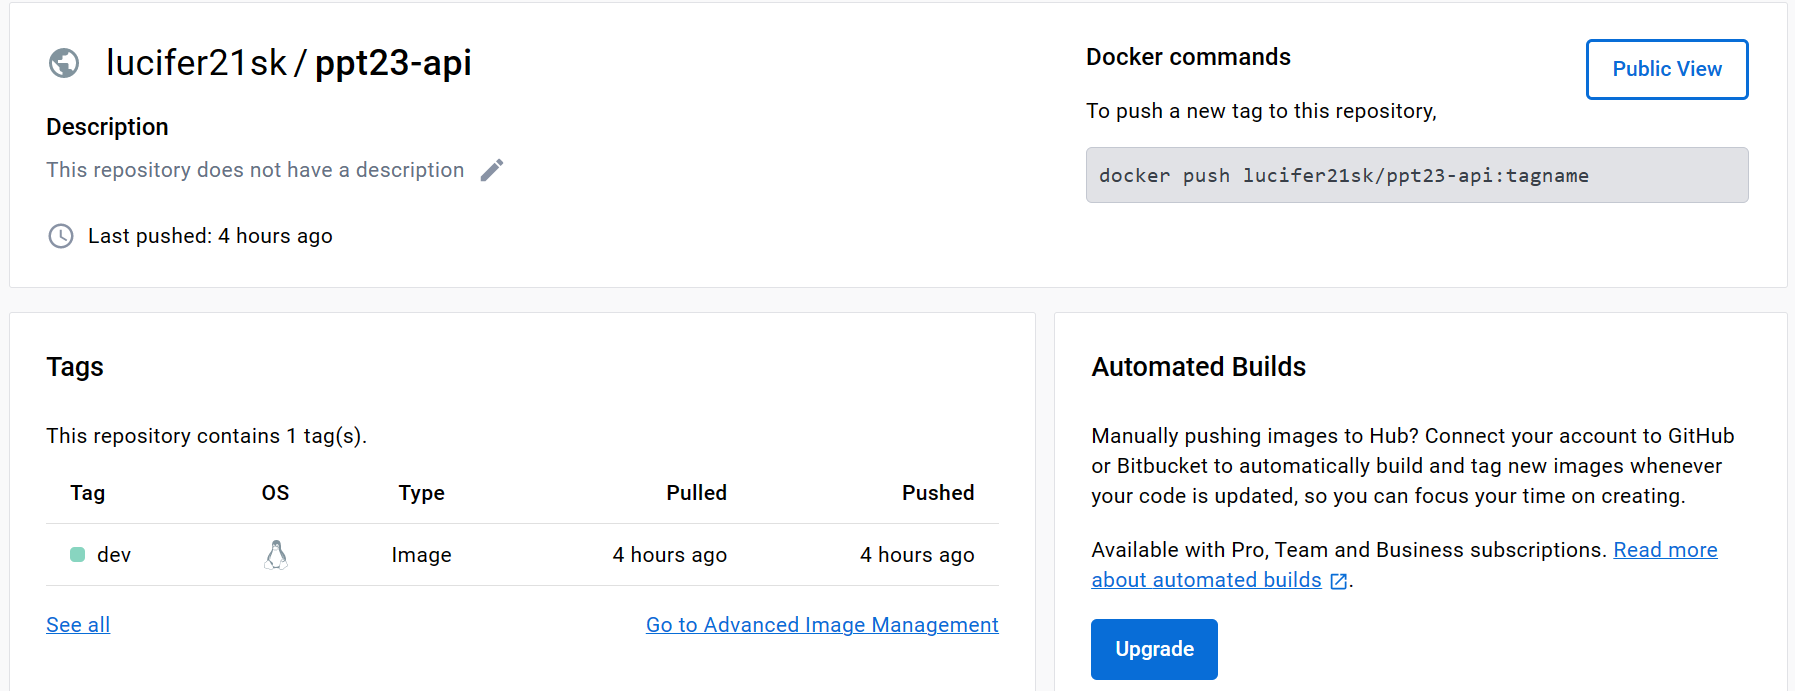 lucifer21sk / ppt23-api
Description
This repository does not have a description
Last pushed: 4 hours ago
Docker commands
Public View
To push a new tag to this repository,
docker push lucifer21sk/ppt23-api:tagname
Tags
This repository contains 1 tag(s).
Tag OS Type Pulled Pushed
dev Image 4 hours ago 4 hours ago
See all Go to Advanced Image Management
Automated Builds
Manually pushing images to Hub? Connect your account to GitHub
or Bitbucket to automatically build and tag new images whenever
your code is updated, so you can focus your time on creating.
Available with Pro, Team and Business subscriptions. Read more
about automated builds .
Upgrade